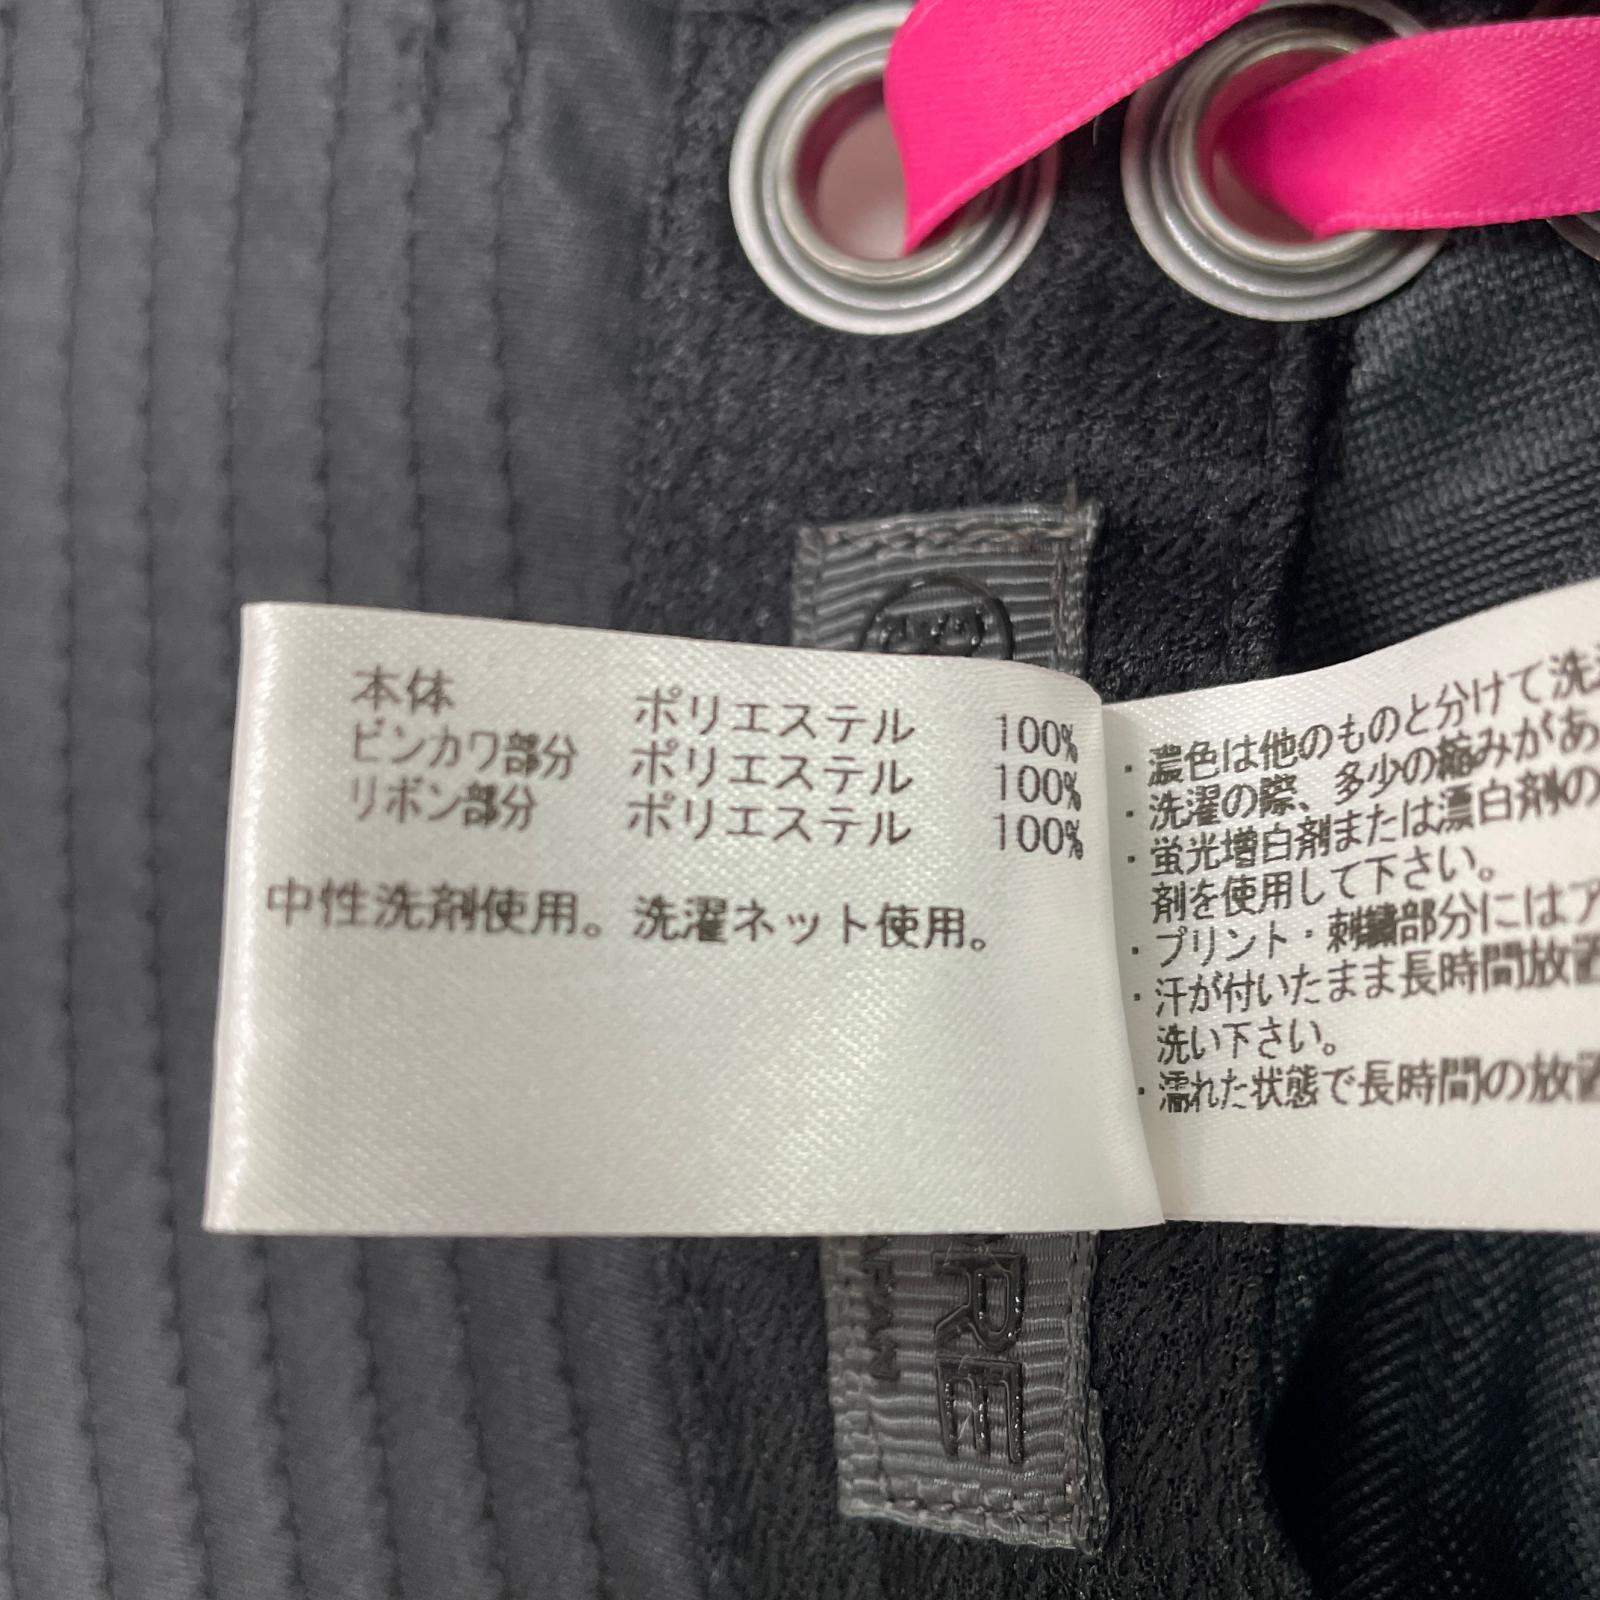 本体 ポリエステル 100%
ビンカワ部分 ポリエステル 100%
リボン部分 ポリエステル 100%
中性洗剤使用。洗濯ネット使用。
・濃色は他のものと分けて洗
・洗濯の際、多少の縮みがあ
・蛍光増白剤または漂白剤の
剤を使用して下さい。
・プリント・刺繍部分にはア
・汗が付いたまま長時間放置
洗い下さい。
・濡れた状態で長時間の放置
RE